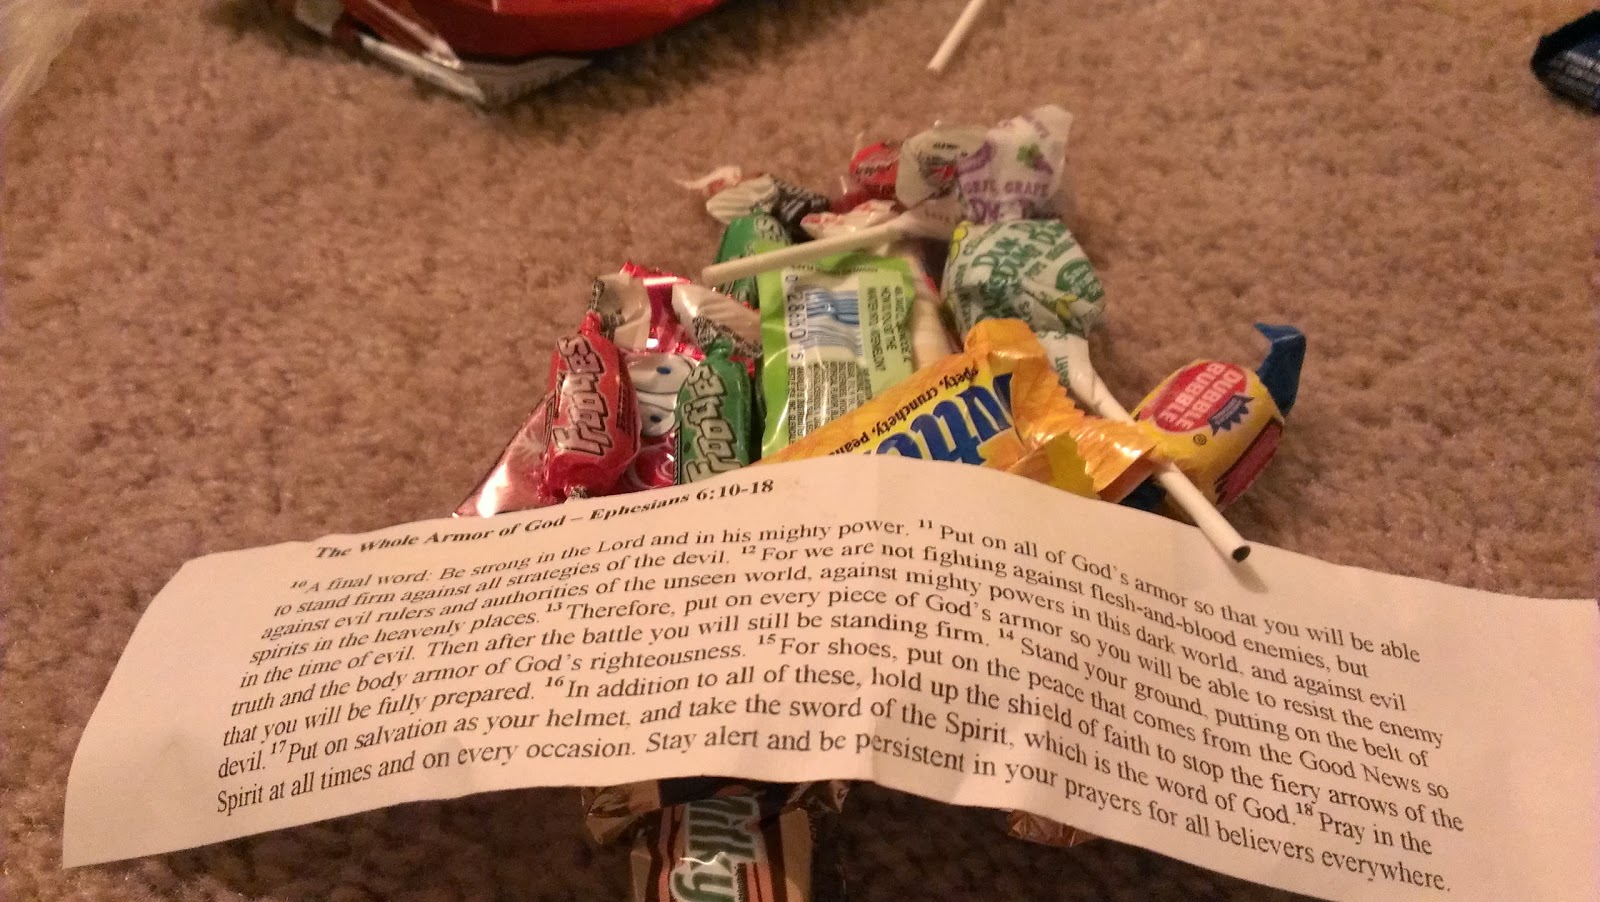 SURE GRAPE
DUM DUM
Frooties
Frooties
DUBBLE
BUBBLE
crunchety, peanu
Butte
The Whole Armor of God – Ephesians 6:10-18
10 A final word: Be strong in the Lord and in his mighty power. 11 Put on all of God's armor so that you will be able
to stand firm against all strategies of the devil. 12 For we are not fighting against flesh-and-blood enemies, but
against evil rulers and authorities of the unseen world, against mighty powers in this dark world, and against evil
spirits in the heavenly places. 13 Therefore, put on every piece of God's armor so you will be able to resist the enemy
in the time of evil. Then after the battle you will still be standing firm. 14 Stand your ground, putting on the belt of
truth and the body armor of God's righteousness. 15 For shoes, put on the peace that comes from the Good News so
that you will be fully prepared. 16 In addition to all of these, hold up the shield of faith to stop the fiery arrows of the
devil. 17 Put on salvation as your helmet, and take the sword of the Spirit, which is the word of God. 18 Pray in the
Spirit at all times and on every occasion. Stay alert and be persistent in your prayers for all believers everywhere.
Milky